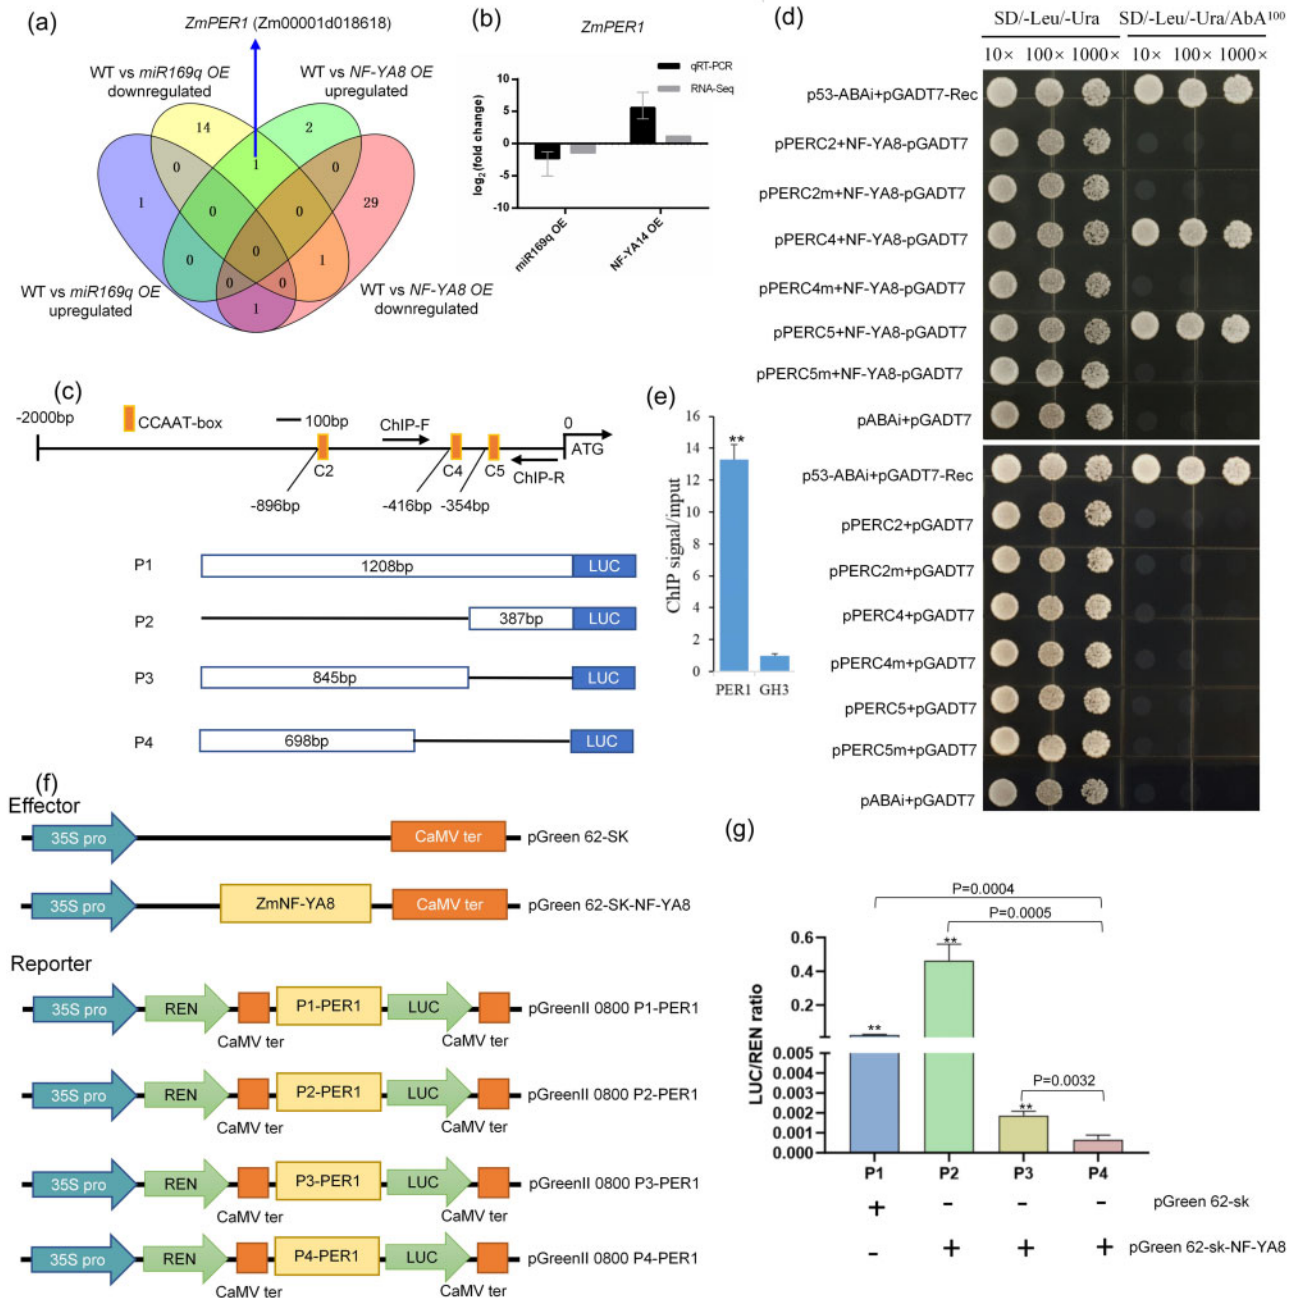 (a)
ZmPER1 (Zm00001d018618)
WT vs miR169q OE
downregulated
WT vs NF-YA8 OE
upregulated
14
2
0
1
0
1
0
0
29
0
0
1
0
0
1
WT vs miR169q OE
upregulated
WT vs NF-YA8 OE
downregulated
(b)
ZmPER1
qRT-PCR
RNA-Seq
log2(fold change)
10
5
0
-5
-10
miR169q OE
NF-YA14 OE
(c)
-2000bp
CCAAT-box
100bp
ChIP-F
0
ATG
C2
C4
C5
ChIP-R
-896bp
-416bp
-354bp
P1
1208bp
LUC
P2
387bp
LUC
P3
845bp
LUC
P4
698bp
LUC
(d)
SD/-Leu/-Ura
SD/-Leu/-Ura/AbA¹⁰⁰
10× 100× 1000×
10× 100× 1000×
p53-ABAi+pGADT7-Rec
pPERC2+NF-YA8-pGADT7
pPERC2m+NF-YA8-pGADT7
pPERC4+NF-YA8-pGADT7
pPERC4m+NF-YA8-pGADT7
pPERC5+NF-YA8-pGADT7
pPERC5m+NF-YA8-pGADT7
pABAi+pGADT7
p53-ABAi+pGADT7-Rec
pPERC2+pGADT7
pPERC2m+pGADT7
pPERC4+pGADT7
pPERC4m+pGADT7
pPERC5+pGADT7
pPERC5m+pGADT7
pABAi+pGADT7
(e)
ChIP signal/input
16
14
12
10
8
6
4
2
0
**
PER1
GH3
(f)
Effector
35S pro
CaMV ter
pGreen 62-SK
35S pro
ZmNF-YA8
CaMV ter
pGreen 62-SK-NF-YA8
Reporter
35S pro
REN
P1-PER1
LUC
pGreenII 0800 P1-PER1
CaMV ter
CaMV ter
35S pro
REN
P2-PER1
LUC
pGreenII 0800 P2-PER1
CaMV ter
CaMV ter
35S pro
REN
P3-PER1
LUC
pGreenII 0800 P3-PER1
CaMV ter
CaMV ter
35S pro
REN
P4-PER1
LUC
pGreenII 0800 P4-PER1
CaMV ter
CaMV ter
(g)
P=0.0004
P=0.0005
P=0.0032
LUC/REN ratio
0.6
0.4
0.2
0.005
0.004
0.003
0.002
0.001
0.000
**
**
**
P1
P2
P3
P4
+ - - - pGreen 62-sk
- + + + pGreen 62-sk-NF-YA8